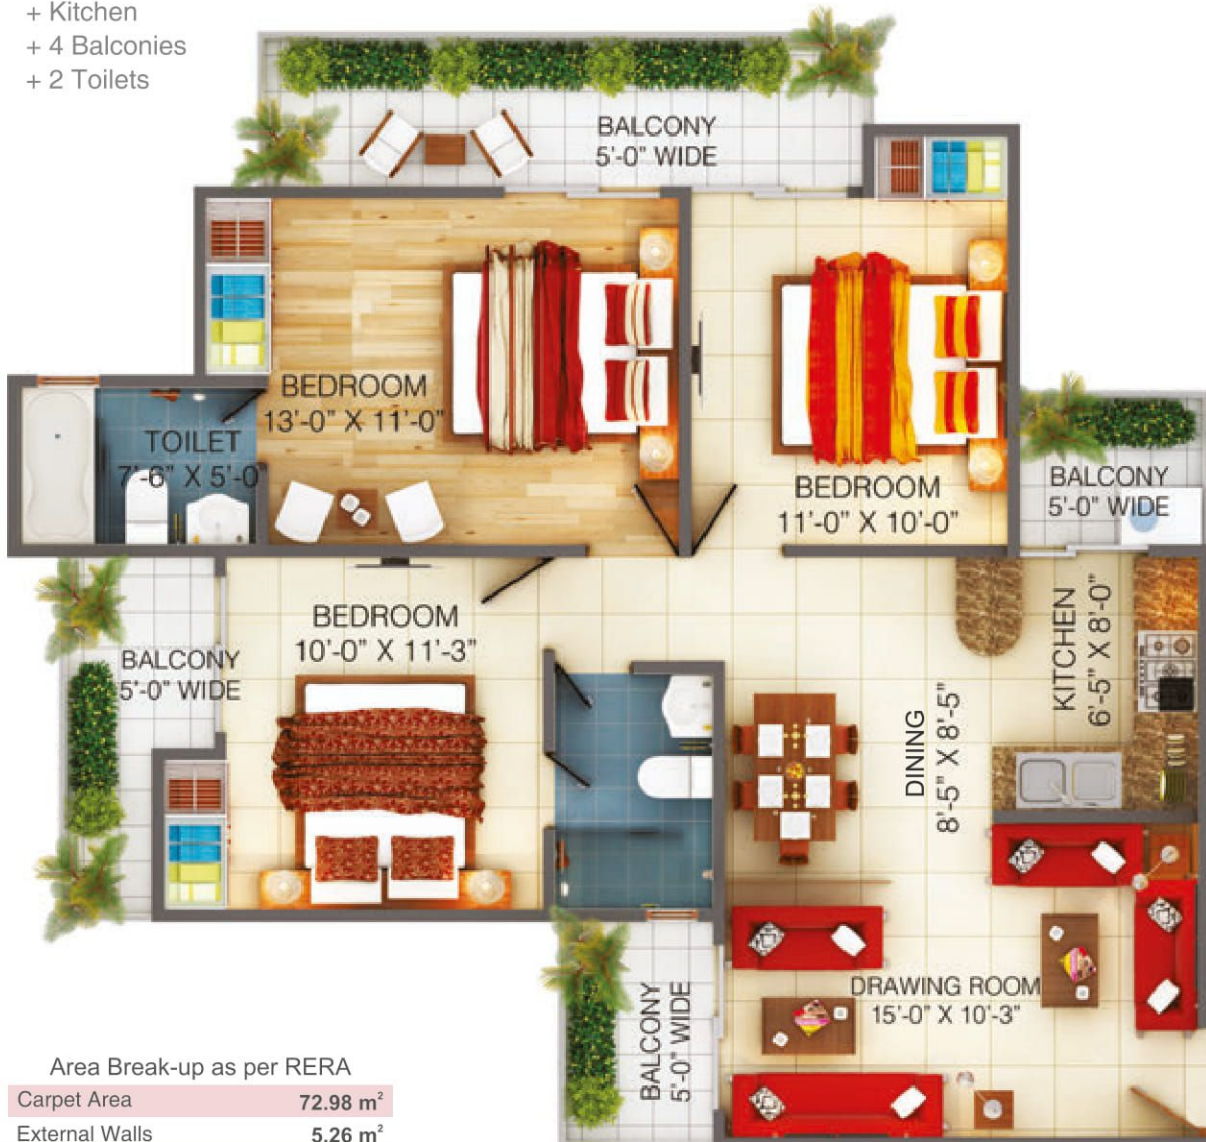 + Kitchen
+ 4 Balconies
+ 2 Toilets
BALCONY
5'-0" WIDE
BEDROOM
13'-0" X 11'-0"
TOILET
7'-6" X 5'-0
BEDROOM
11'-0" X 10'-0"
BALCONY
5'-0" WIDE
BEDROOM
10'-0" X 11'-3"
BALCONY
5'-0" WIDE
KITCHEN
6'-5" X 8'-0"
DINING
8'-5" X 8'-5"
DRAWING ROOM
15'-0" X 10'-3"
BALCONY
5'-0" WIDE
Area Break-up as per RERA
Carpet Area 72.98 m²
External Walls 5.26 m²